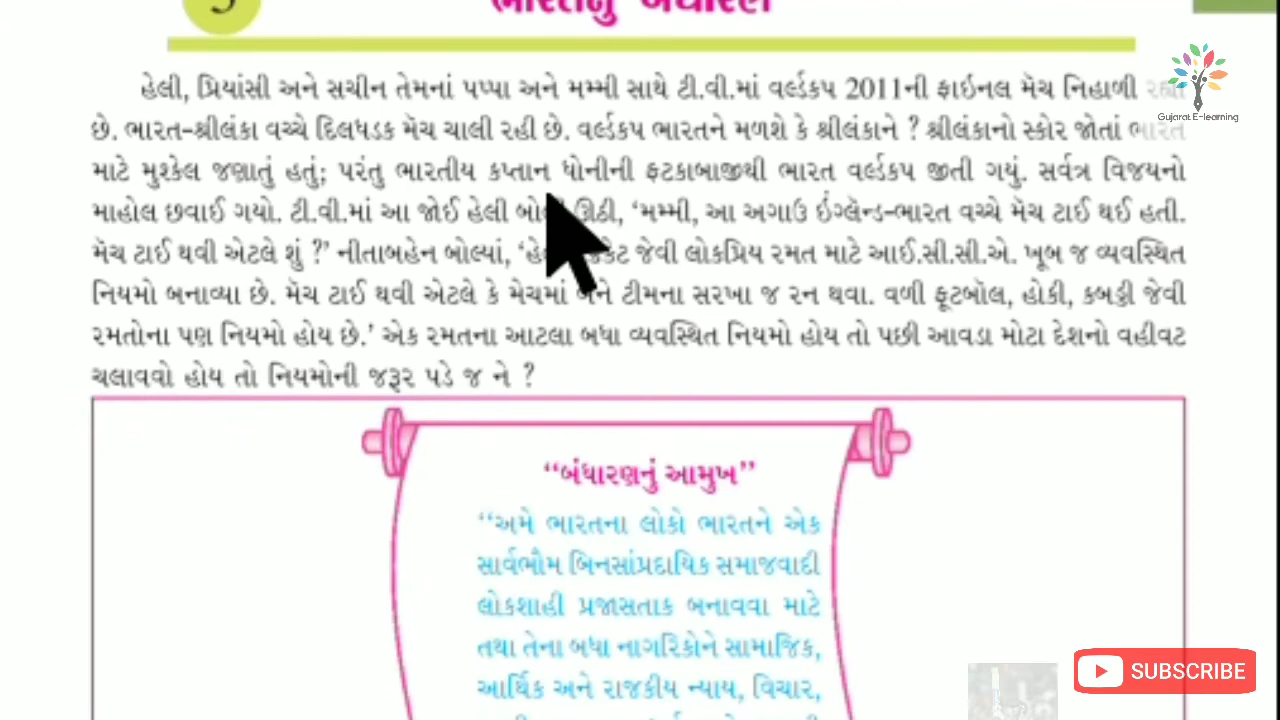 ભારતનું બંધારણ
Gujarat E-learning
હેલી, પ્રિયાંસી અને સચીન તેમનાં પપ્પા અને મમ્મી સાથે ટી.વી.માં વર્લ્ડકપ 2011ની ફાઇનલ મૅચ નિહાળી રહ્યાં
છે. ભારત-શ્રીલંકા વચ્ચે દિલધડક મૅચ ચાલી રહી છે. વર્લ્ડકપ ભારતને મળશે કે શ્રીલંકાને ? શ્રીલંકાનો સ્કોર જોતાં ભારત
માટે મુશ્કેલ જણાતું હતું; પરંતુ ભારતીય કપ્તાન ધોનીની ફટકાબાજીથી ભારત વર્લ્ડકપ જીતી ગયું. સર્વત્ર વિજયનો
માહોલ છવાઈ ગયો. ટી.વી.માં આ જોઈ હેલી ઊઠી, ‘મમ્મી, આ અગાઉ ઇંગ્લૅન્ડ-ભારત વચ્ચે મૅચ ટાઈ થઈ હતી.
મૅચ ટાઈ થવી એટલે શું ?’ નીતાબહેન બોલ્યાં, જેવી લોકપ્રિય રમત માટે આઈ.સી.સી.એ. ખૂબ જ વ્યવસ્થિત
નિયમો બનાવ્યા છે. મૅચ ટાઈ થવી એટલે કે મેચમાં બંને ટીમના સરખા જ રન થવા. વળી ફૂટબૉલ, હોકી, કબડ્ડી જેવી
રમતોના પણ નિયમો હોય છે.’ એક રમતના આટલા બધા વ્યવસ્થિત નિયમો હોય તો પછી આવડા મોટા દેશનો વહીવટ
ચલાવવો હોય તો નિયમોની જરૂર પડે જ ને ?
“બંધારણનું આમુખ”
“અમે ભારતના લોકો ભારતને એક
સાર્વભૌમ બિનસાંપ્રદાયિક સમાજવાદી
લોકશાહી પ્રજાસતાક બનાવવા માટે
તથા તેના બધા નાગરિકોને સામાજિક,
આર્થિક અને રાજકીય ન્યાય, વિચાર,
SUBSCRIBE